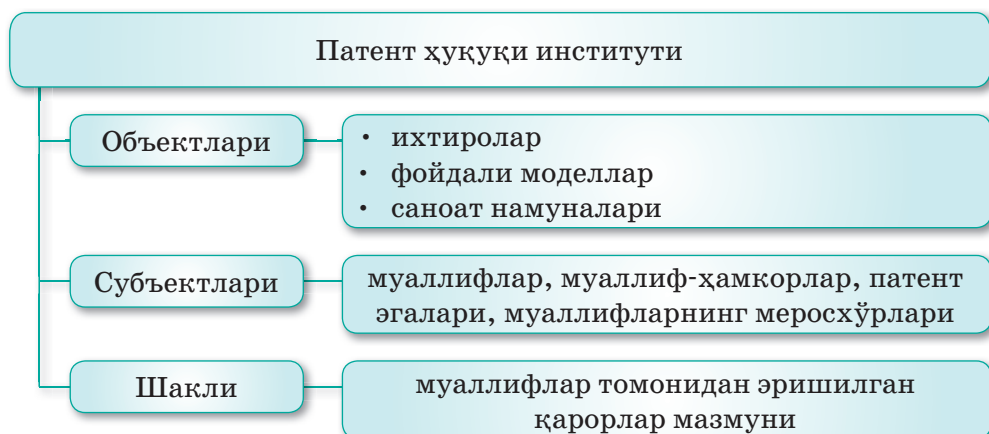 Патент ҳуқуқи институти
Объектлари
• ихтиролар
• фойдали моделлар
• саноат намуналари
Субъектлари
муаллифлар, муаллиф-ҳамкорлар, патент
эгалари, муаллифларнинг меросхўрлари
Шакли
муаллифлар томонидан эришилган
қарорлар мазмуни